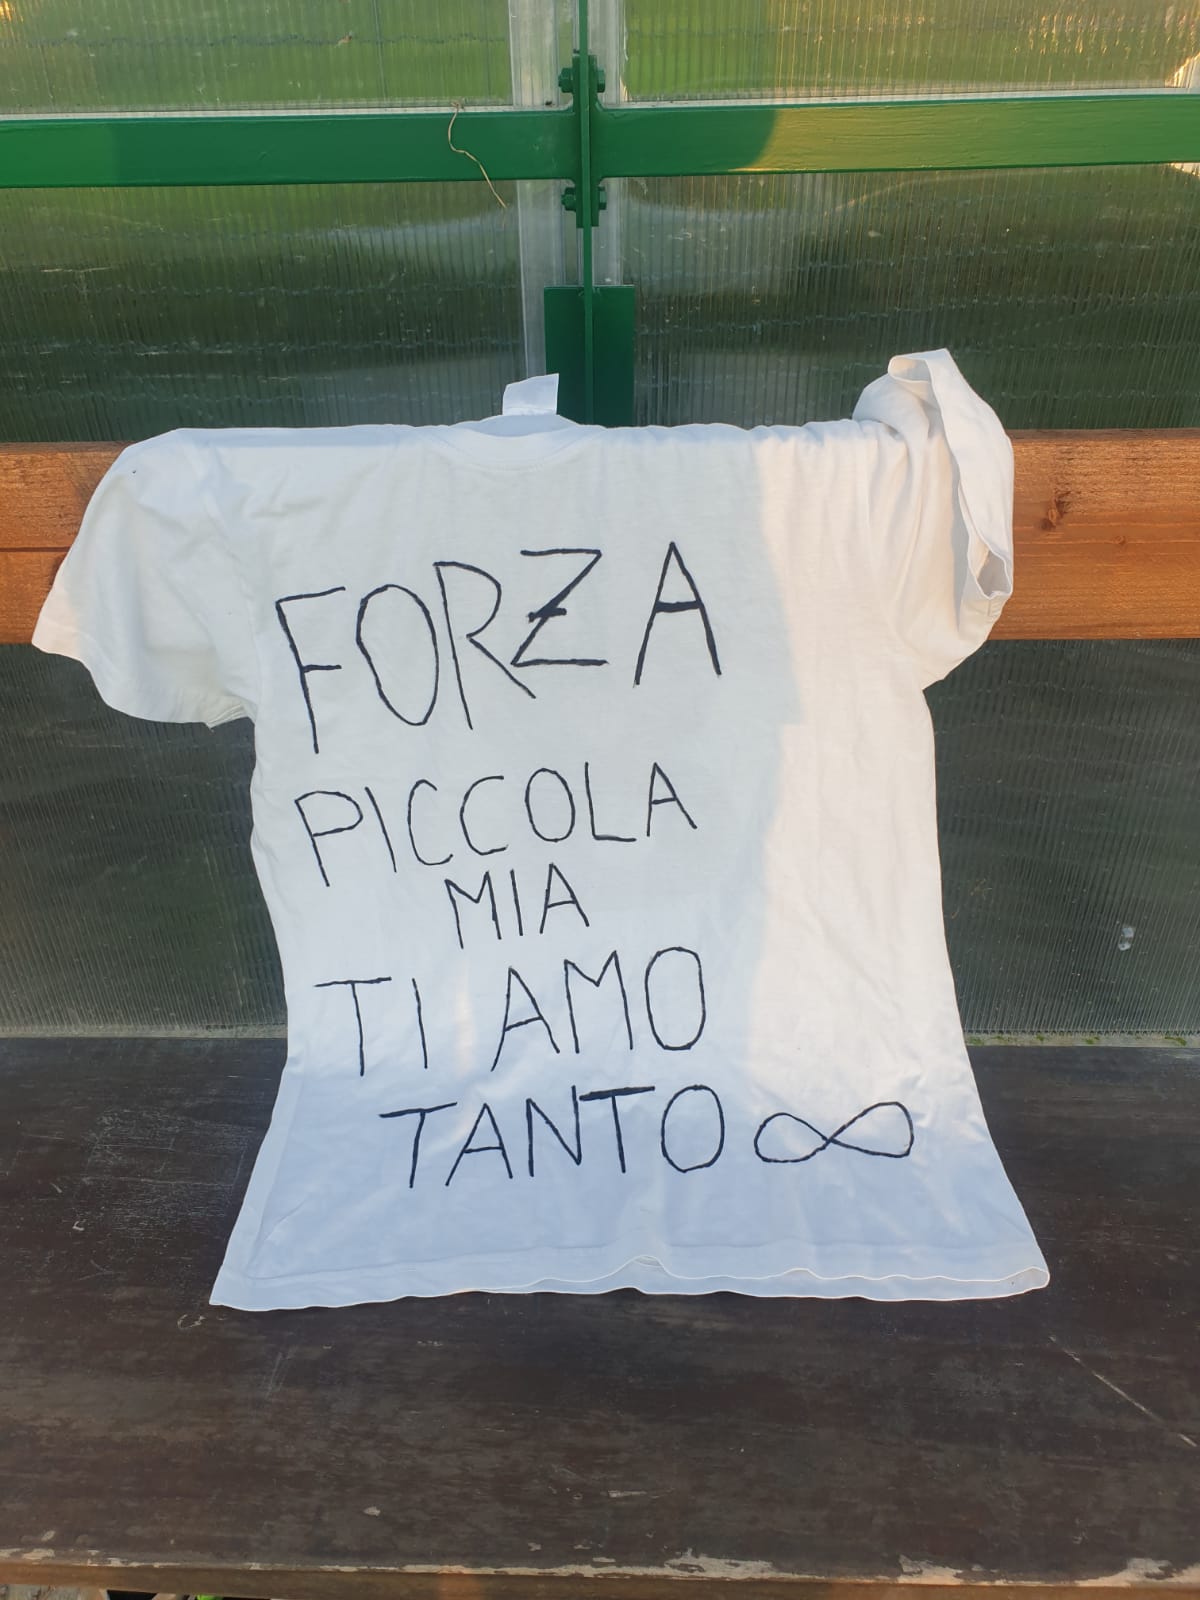 FORZA
PICCOLA
MIA
TI AMO
TANTO ∞